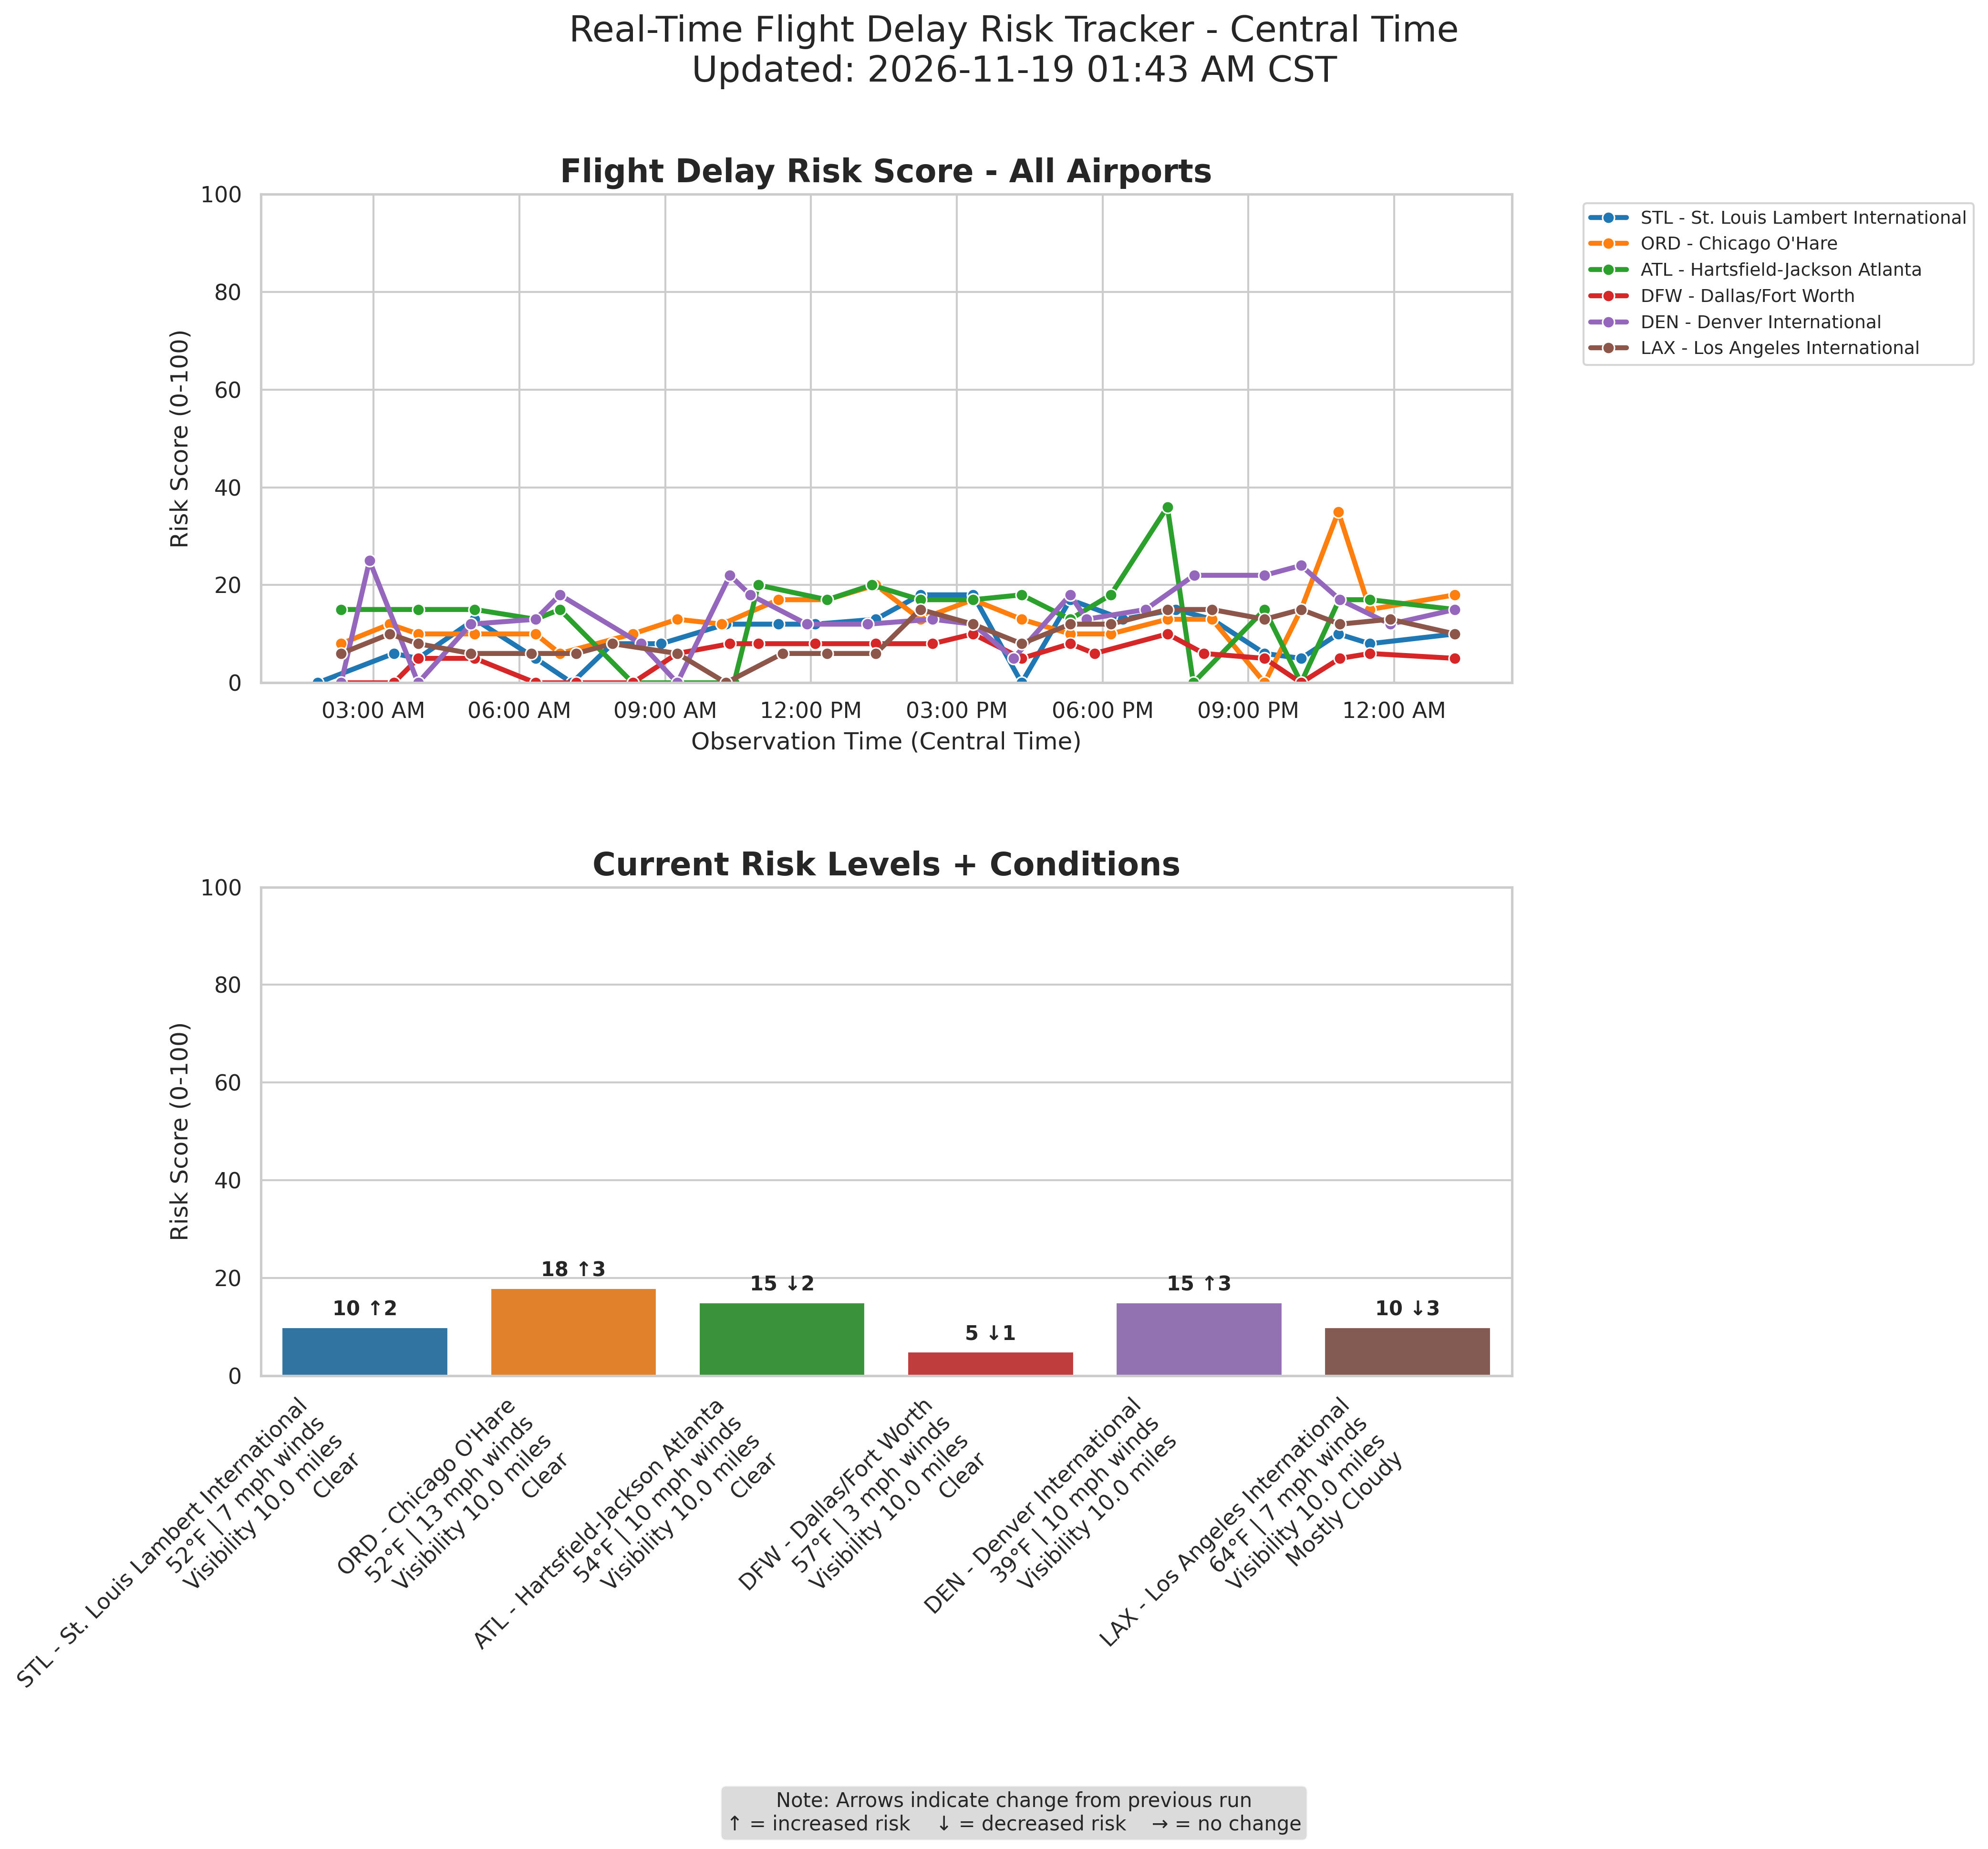 Real-Time Flight Delay Risk Tracker - Central Time
Updated: 2026-11-19 01:43 AM CST
Flight Delay Risk Score - All Airports
Risk Score (0-100)
100
80
60
40
20
0
03:00 AM
06:00 AM
09:00 AM
12:00 PM
03:00 PM
06:00 PM
09:00 PM
12:00 AM
Observation Time (Central Time)
STL - St. Louis Lambert International
ORD - Chicago O'Hare
ATL - Hartsfield-Jackson Atlanta
DFW - Dallas/Fort Worth
DEN - Denver International
LAX - Los Angeles International
Current Risk Levels + Conditions
Risk Score (0-100)
100
80
60
40
20
0
10 ↑2
18 ↑3
15 ↓2
5 ↓1
15 ↑3
10 ↓3
STL - St. Louis Lambert International
52°F | 7 mph winds
Visibility 10.0 miles
Clear
ORD - Chicago O'Hare
52°F | 13 mph winds
Visibility 10.0 miles
Clear
ATL - Hartsfield-Jackson Atlanta
54°F | 10 mph winds
Visibility 10.0 miles
Clear
DFW - Dallas/Fort Worth
57°F | 3 mph winds
Visibility 10.0 miles
Clear
DEN - Denver International
39°F | 10 mph winds
Visibility 10.0 miles
LAX - Los Angeles International
64°F | 7 mph winds
Visibility 10.0 miles
Mostly Cloudy
Note: Arrows indicate change from previous run
↑ = increased risk ↓ = decreased risk → = no change